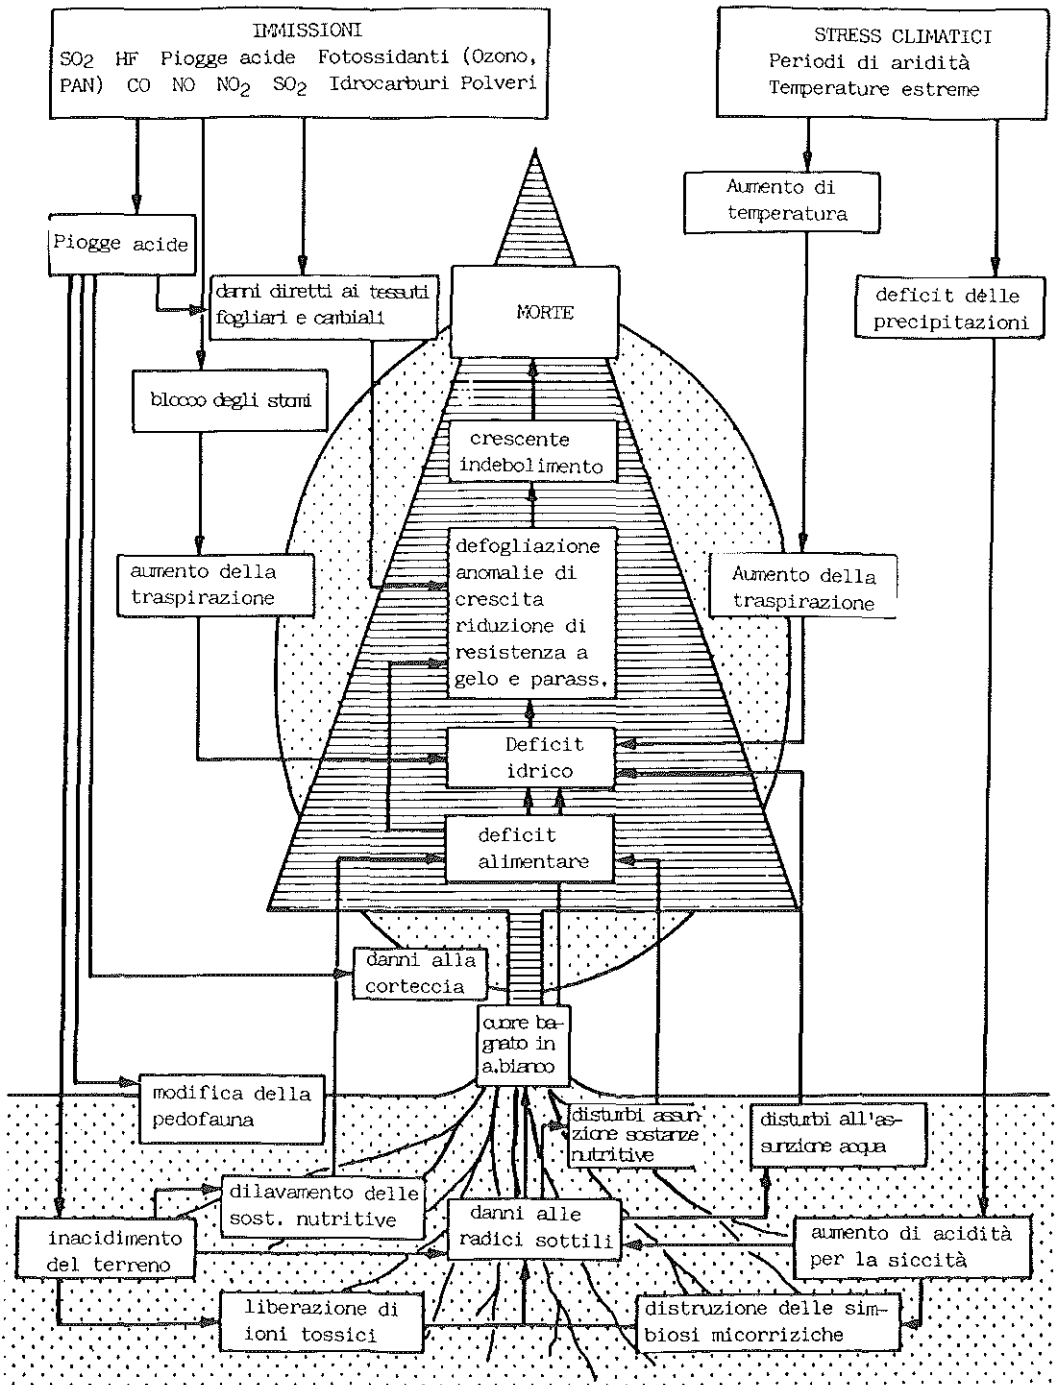 IMMISSIONI
SO2 HF Piogge acide Fotossidanti (Ozono,
PAN) CO NO NO2 SO2 Idrocarburi Polveri
STRESS CLIMATICI
Periodi di aridità
Temperature estreme
Aumento di
temperatura
Piogge acide
danni diretti ai tessuti
fogliari e cambiali
MORTE
deficit delle
precipitazioni
blocco degli stomi
crescente
indebolimento
aumento della
traspirazione
defogliazione
anomalie di
crescita
riduzione di
resistenza a
gelo e parass.
Aumento della
traspirazione
Deficit
idrico
deficit
alimentare
danni alla
corteccia
cuore ba-
gnato in
a.bianco
modifica della
pedofauna
disturbi assun-
zione sostanze
nutritive
disturbi all'as-
sunzione acqua
dilavamento delle
sost. nutritive
danni alle
radici sottili
inacidimento
del terreno
aumento di acidità
per la siccità
liberazione di
ioni tossici
distruzione delle sim-
biosi micorriziche